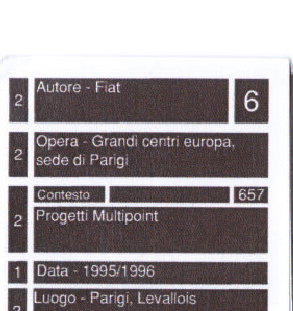 2 Autore - Fiat 6
2 Opera - Grandi centri europa,
sede di Parigi
Contesto 657
2 Progetti Multipoint
1 Data - 1995/1996
2 Luogo - Parigi, Levallois